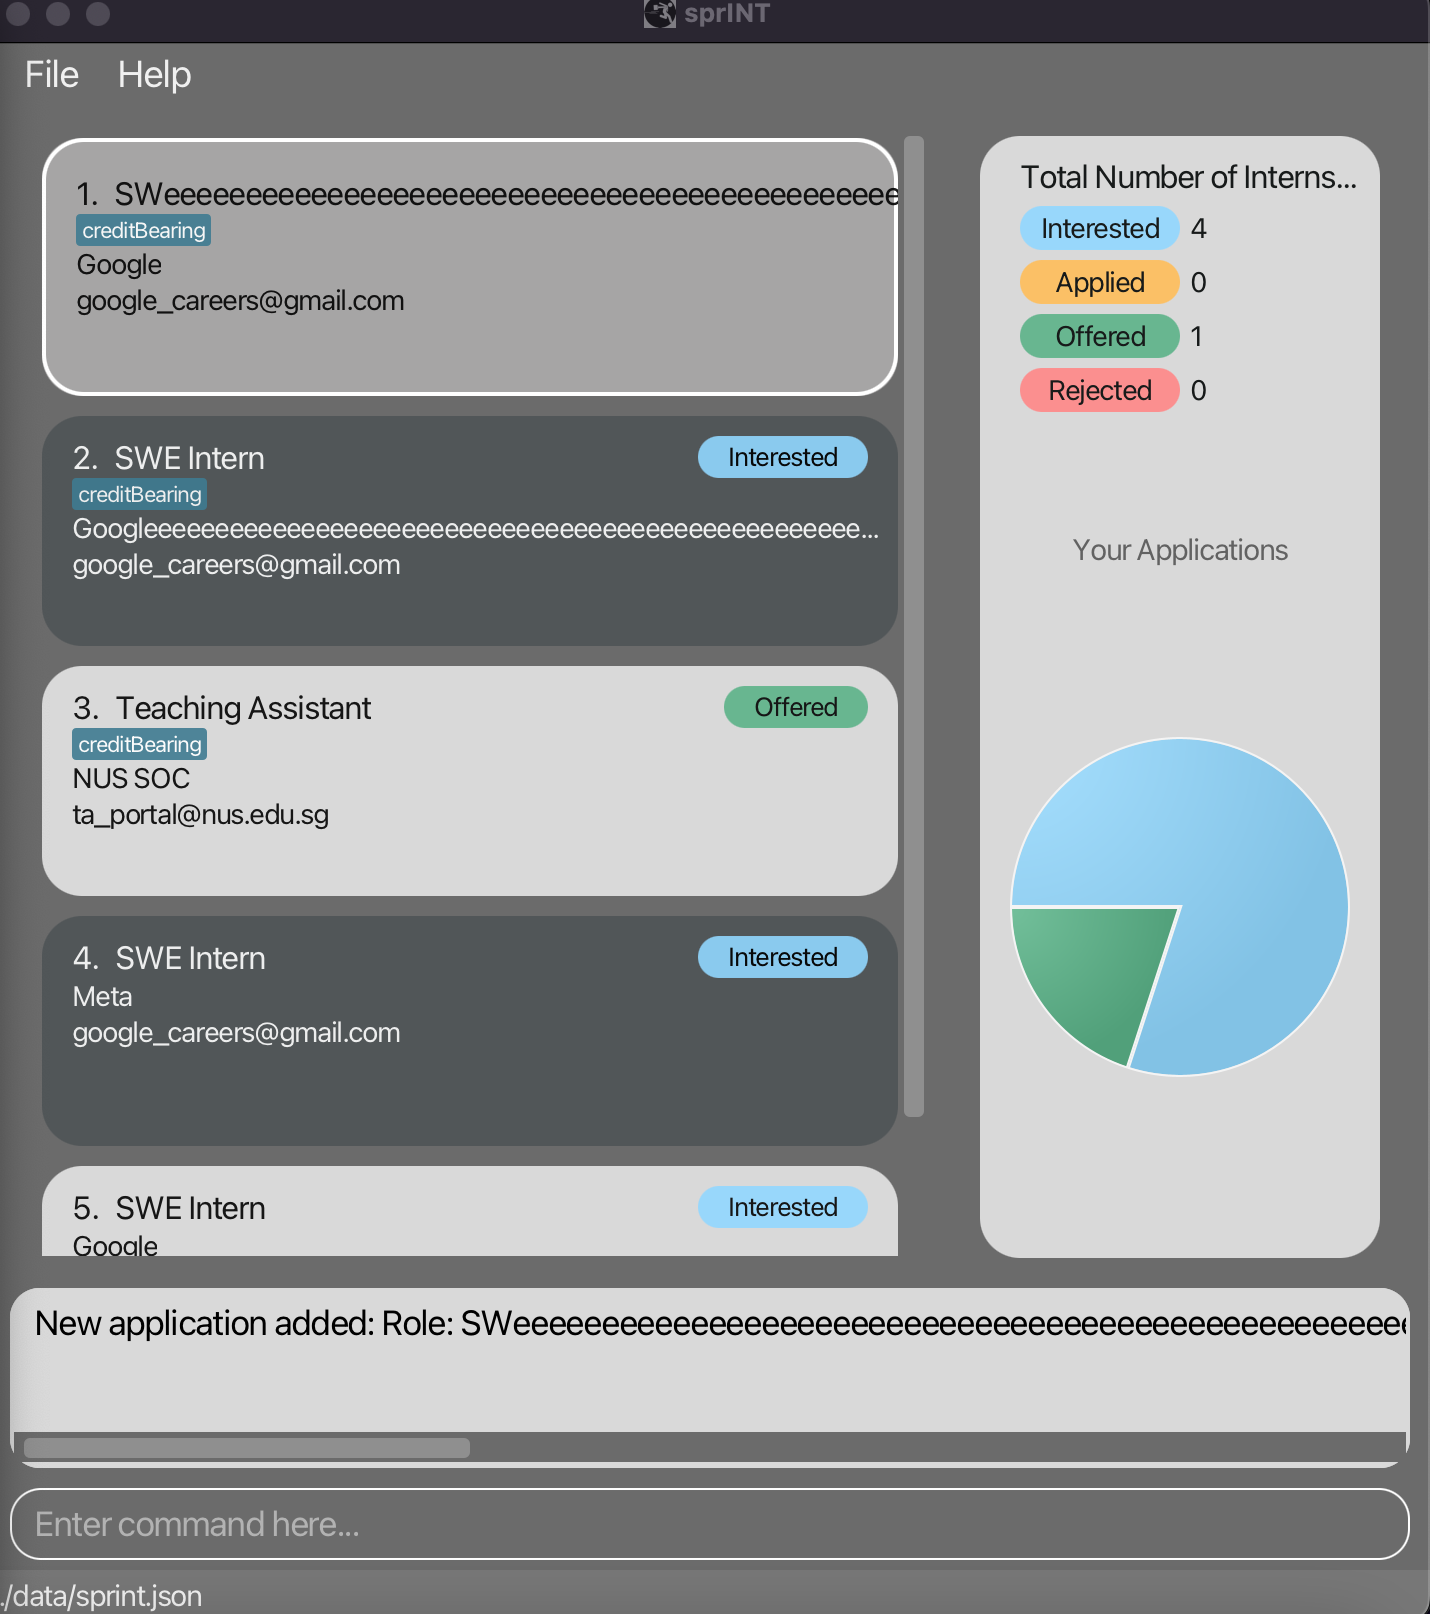 sprINT
File Help
1. SWeeeeeeeeeeeeeeeeeeeeeeeeeeeeeeeeeeeeeeeeeeeee
creditBearing
Google
google_careers@gmail.com
2. SWE Intern
Interested
creditBearing
Googleeeeeeeeeeeeeeeeeeeeeeeeeeeeeeeeeeeeeeeeeeeeeeeeee...
google_careers@gmail.com
3. Teaching Assistant
Offered
creditBearing
NUS SOC
ta_portal@nus.edu.sg
4. SWE Intern
Interested
Meta
google_careers@gmail.com
5. SWE Intern
Interested
Google
Total Number of Interns...
Interested 4
Applied 0
Offered 1
Rejected 0
Your Applications
New application added: Role: SWeeeeeeeeeeeeeeeeeeeeeeeeeeeeeeeeeeeeeeeeeeeeeeeeee
Enter command here...
./data/sprint.json